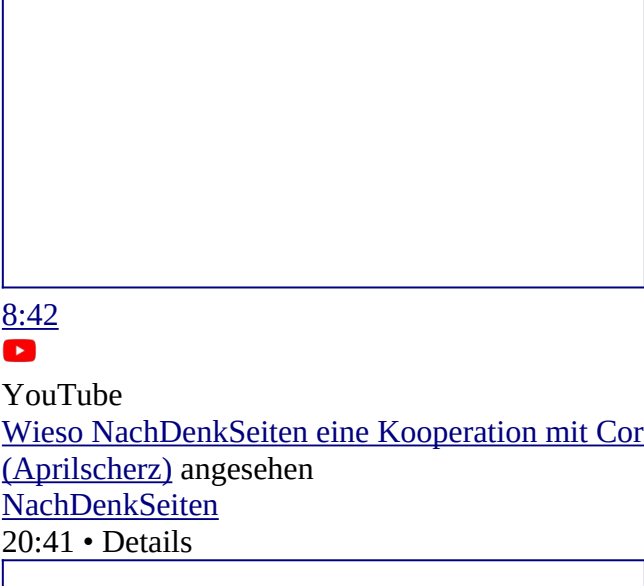 8:42
YouTube
Wieso NachDenkSeiten eine Kooperation mit Cor
(Aprilscherz) angesehen
NachDenkSeiten
20:41 • Details